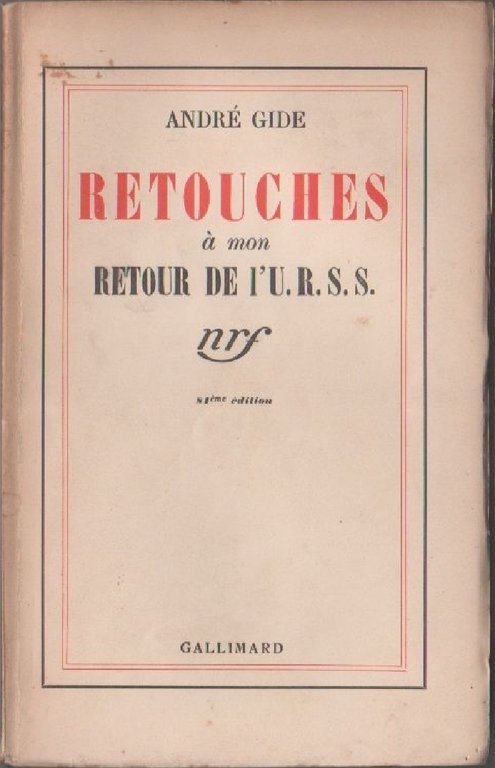 ANDRÉ GIDE
RETOUCHES
à mon
RETOUR DE l'U.R.S.S.
nrf
81ème édition
GALLIMARD